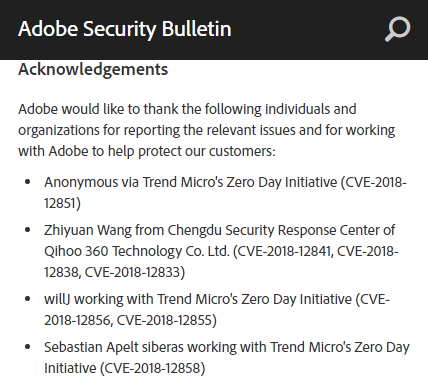 Adobe Security Bulletin
Acknowledgements
Adobe would like to thank the following individuals and
organizations for reporting the relevant issues and for working
with Adobe to help protect our customers:
• Anonymous via Trend Micro's Zero Day Initiative (CVE-2018-
12851)
• Zhiyuan Wang from Chengdu Security Response Center of
Qihoo 360 Technology Co. Ltd. (CVE-2018-12841, CVE-2018-
12838, CVE-2018-12833)
• willJ working with Trend Micro's Zero Day Initiative (CVE-
2018-12856, CVE-2018-12855)
• Sebastian Apelt siberas working with Trend Micro's Zero Day
Initiative (CVE-2018-12858)